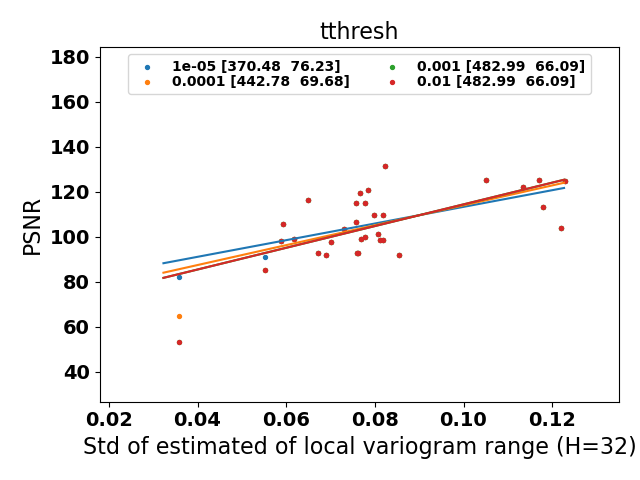 tthresh
1e-05 [370.48  76.23]
0.0001 [442.78  69.68]
0.001 [482.99  66.09]
0.01 [482.99  66.09]
PSNR
180
160
140
120
100
80
60
40
0.02 0.04 0.06 0.08 0.10 0.12
Std of estimated of local variogram range (H=32)